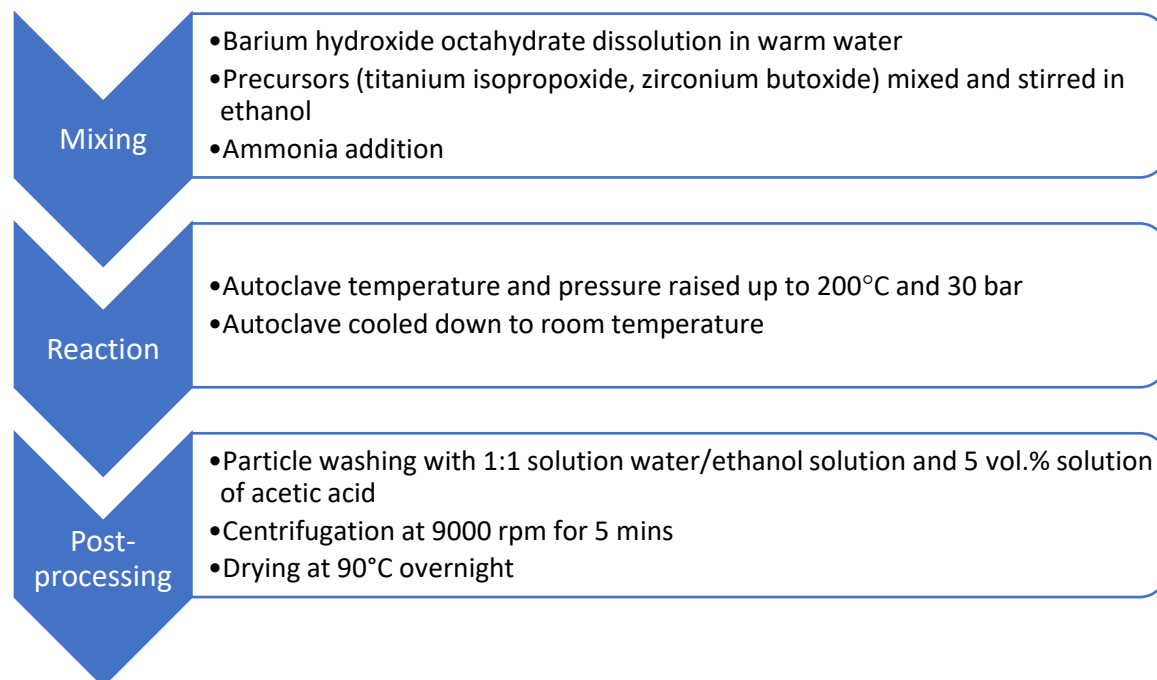 Mixing
•Barium hydroxide octahydrate dissolution in warm water
•Precursors (titanium isopropoxide, zirconium butoxide) mixed and stirred in
ethanol
•Ammonia addition
Reaction
•Autoclave temperature and pressure raised up to 200°C and 30 bar
•Autoclave cooled down to room temperature
Post-
processing
•Particle washing with 1:1 solution water/ethanol solution and 5 vol.% solution
of acetic acid
•Centrifugation at 9000 rpm for 5 mins
•Drying at 90°C overnight